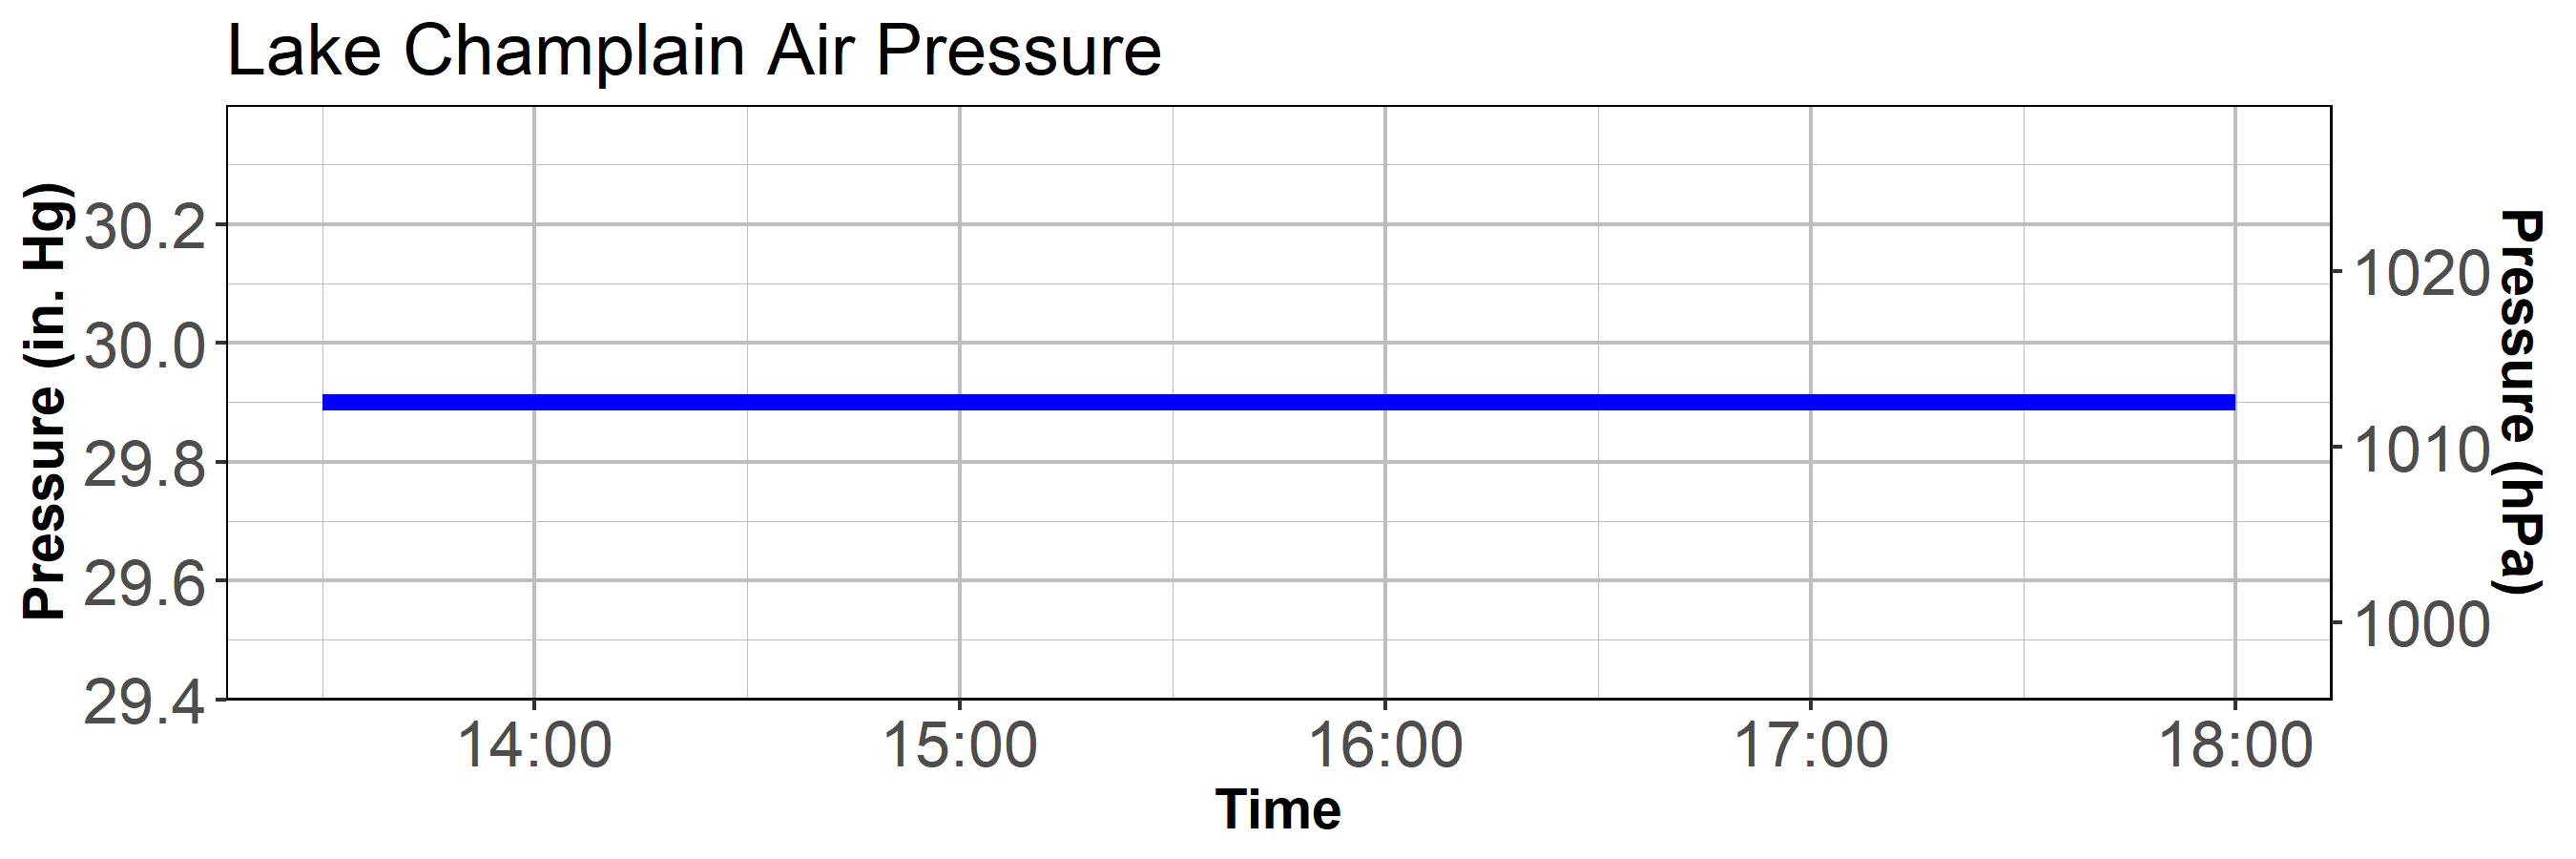 Lake Champlain Air Pressure
Pressure (in. Hg)
30.2
30.0
29.8
29.6
29.4
1020
1010
1000
Pressure (hPa)
14:00 15:00 16:00 17:00 18:00
Time